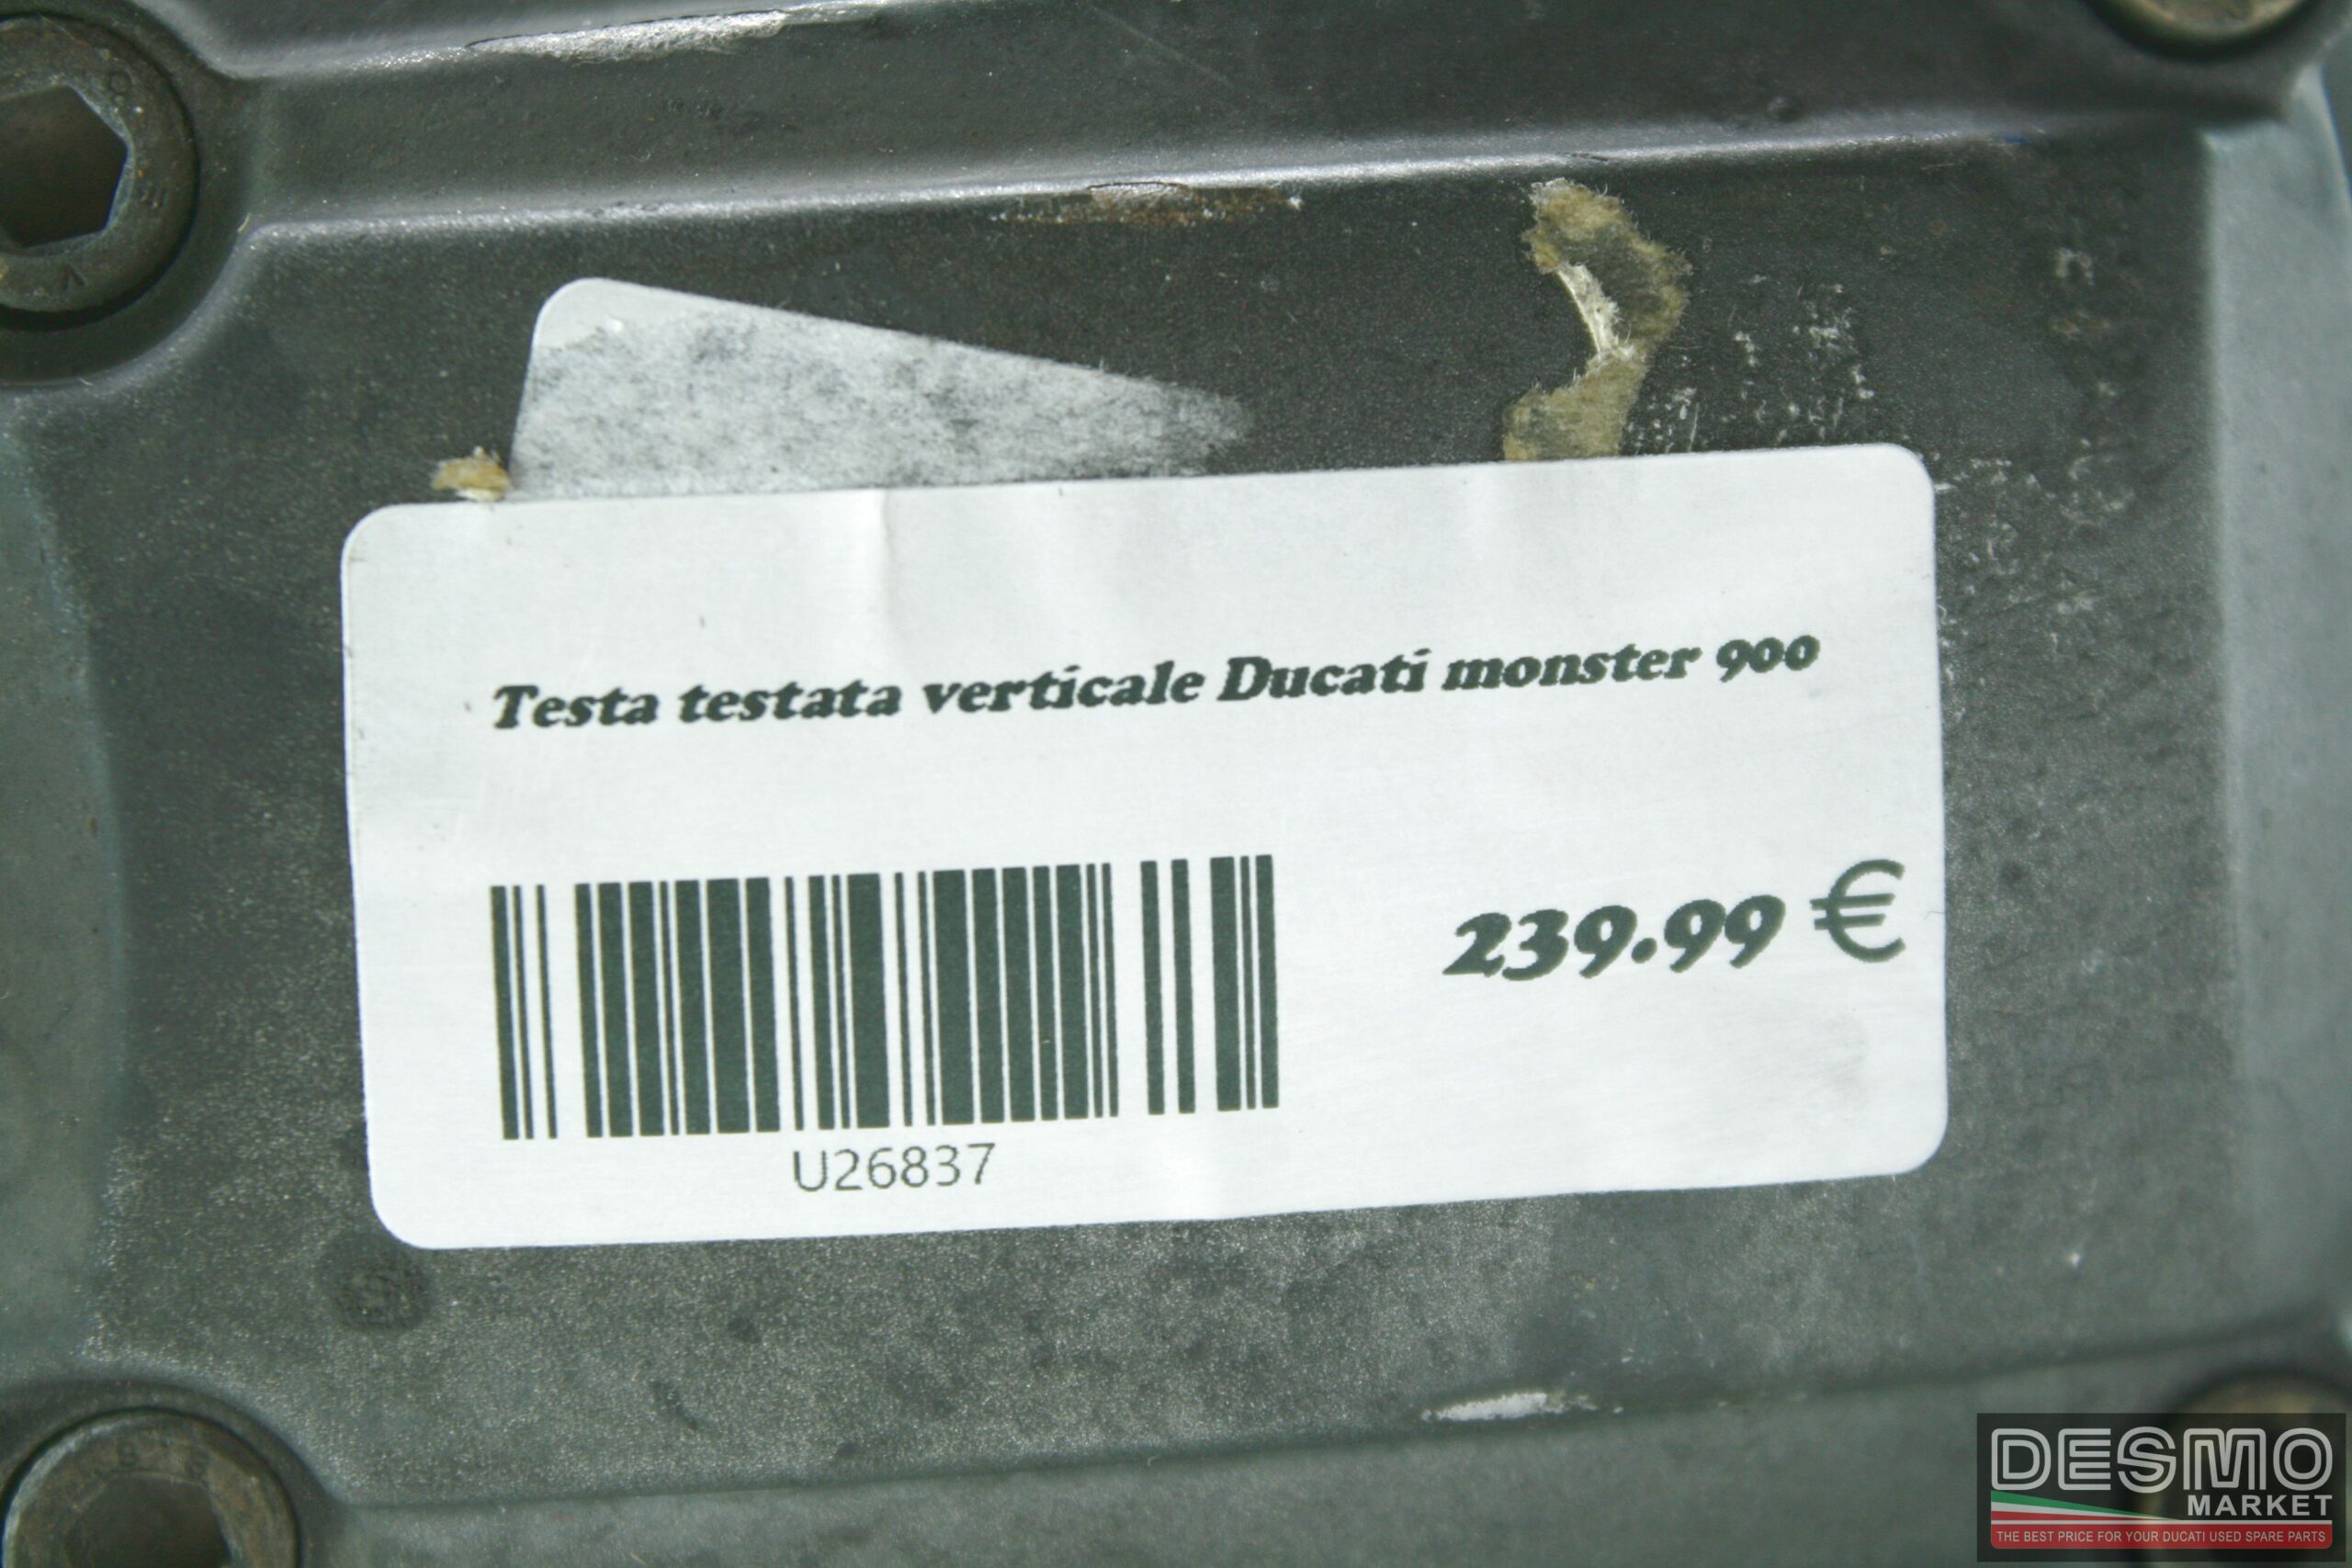 Testa testata verticale Ducati monster 900
239.99 €
U26837
DESMO
MARKET
THE BEST PRICE FOR YOUR DUCATI USED SPARE PARTS